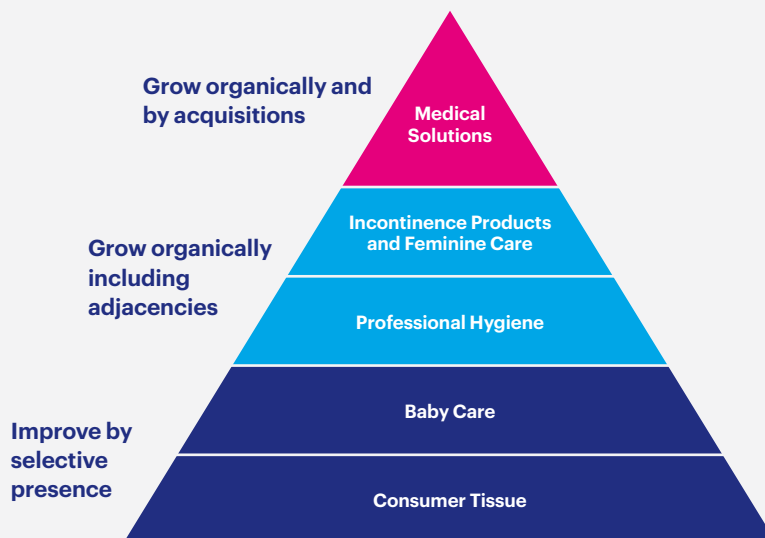 Grow organically and
by acquisitions
Medical
Solutions
Grow organically
including
adjacencies
Incontinence Products
and Feminine Care
Professional Hygiene
Improve by
selective
presence
Baby Care
Consumer Tissue